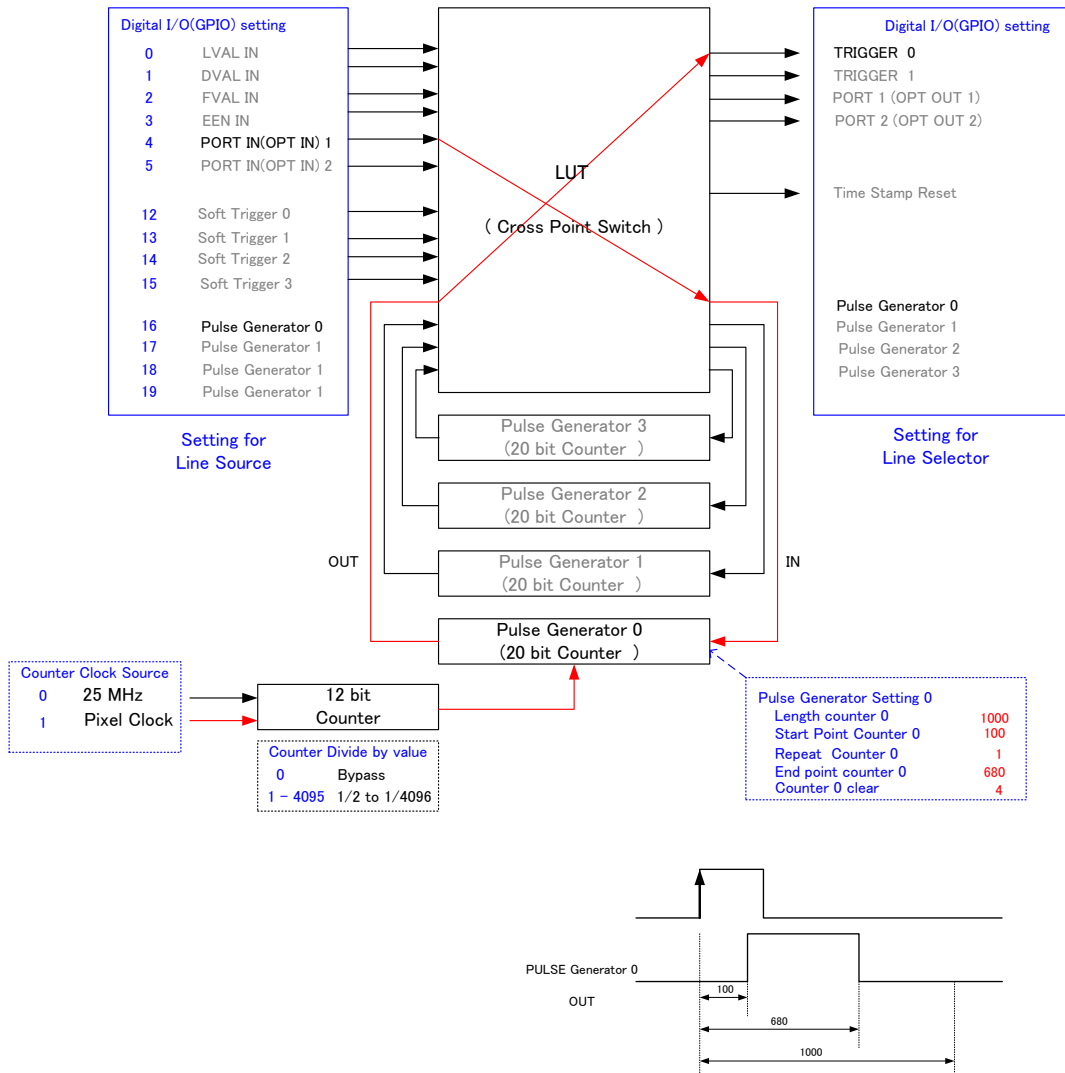 Digital I/O(GPIO) setting
0 LVAL IN
1 DVAL IN
2 FVAL IN
3 EEN IN
4 PORT IN(OPT IN) 1
5 PORT IN(OPT IN) 2
12 Soft Trigger 0
13 Soft Trigger 1
14 Soft Trigger 2
15 Soft Trigger 3
16 Pulse Generator 0
17 Pulse Generator 1
18 Pulse Generator 1
19 Pulse Generator 1
Setting for
Line Source
LUT
( Cross Point Switch )
Digital I/O(GPIO) setting
TRIGGER 0
TRIGGER 1
PORT 1 (OPT OUT 1)
PORT 2 (OPT OUT 2)
Time Stamp Reset
Pulse Generator 0
Pulse Generator 1
Pulse Generator 2
Pulse Generator 3
Setting for
Line Selector
Pulse Generator 3
(20 bit Counter )
Pulse Generator 2
(20 bit Counter )
OUT
Pulse Generator 1
(20 bit Counter )
IN
Pulse Generator 0
(20 bit Counter )
Counter Clock Source
0 25 MHz
1 Pixel Clock
12 bit
Counter
Counter Divide by value
0 Bypass
1 - 4095 1/2 to 1/4096
Pulse Generator Setting 0
Length counter 0 1000
Start Point Counter 0 100
Repeat Counter 0 1
End point counter 0 680
Counter 0 clear 4
PULSE Generator 0
OUT
100
680
1000